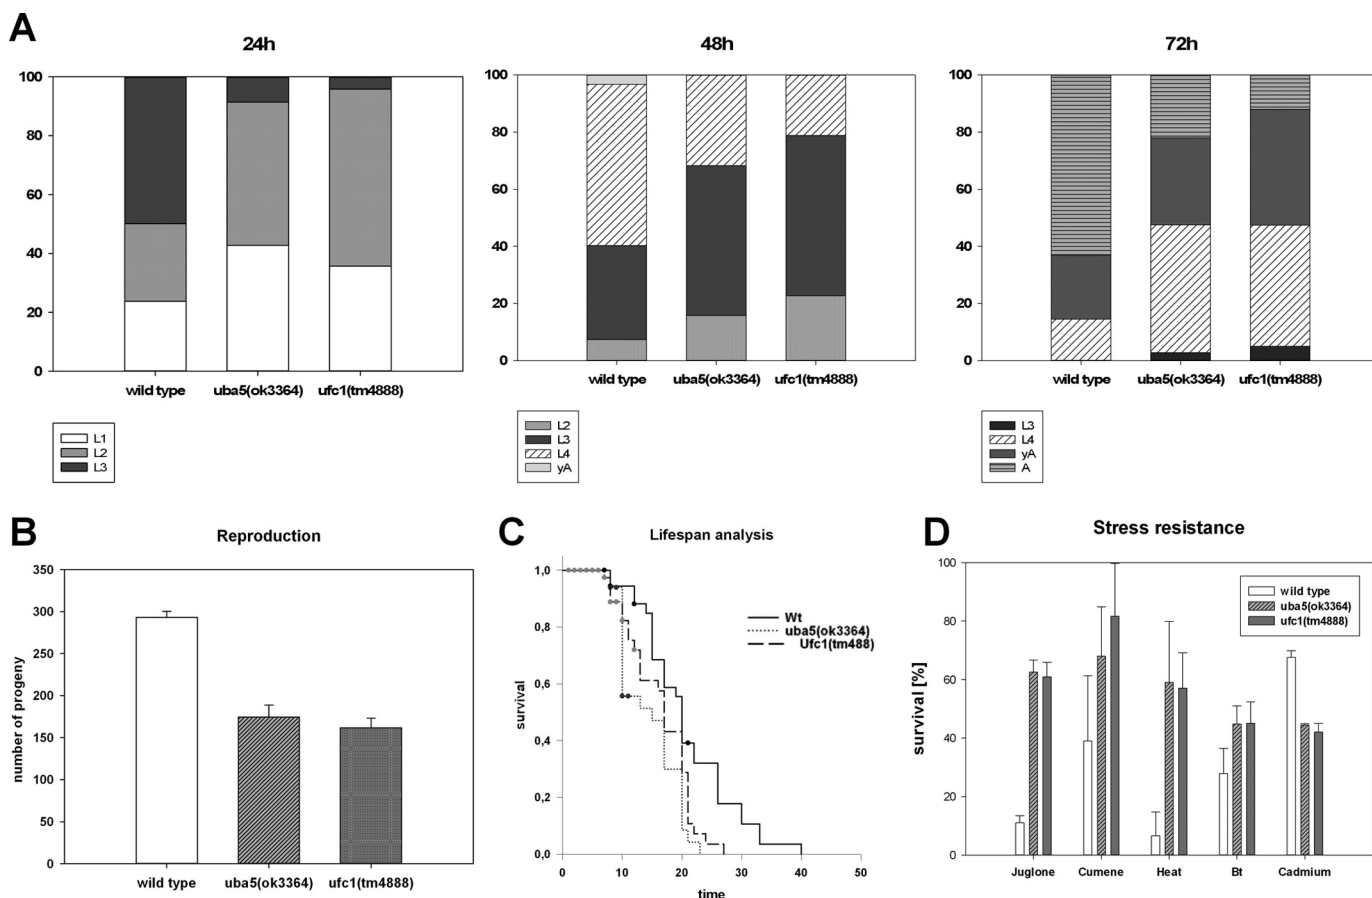 A
24h
100
80
60
40
20
0
wild type uba5(ok3364) ufc1(tm4888)
L1
L2
L3
48h
100
80
60
40
20
0
wild type uba5(ok3364) ufc1(tm4888)
L2
L3
L4
yA
72h
100
80
60
40
20
0
wild type uba5(ok3364) ufc1(tm4888)
L3
L4
yA
A
B
Reproduction
number of progeny
350
300
250
200
150
100
50
0
wild type uba5(ok3364) ufc1(tm4888)
C
Lifespan analysis
survival
1,0
0,8
0,6
0,4
0,2
0,0
Wt
uba5(ok3364)
Ufc1(tm488)
0 10 20 30 40 50
time
D
Stress resistance
survival [%]
100
80
60
40
20
0
wild type
uba5(ok3364)
ufc1(tm4888)
Juglone Cumene Heat Bt Cadmium